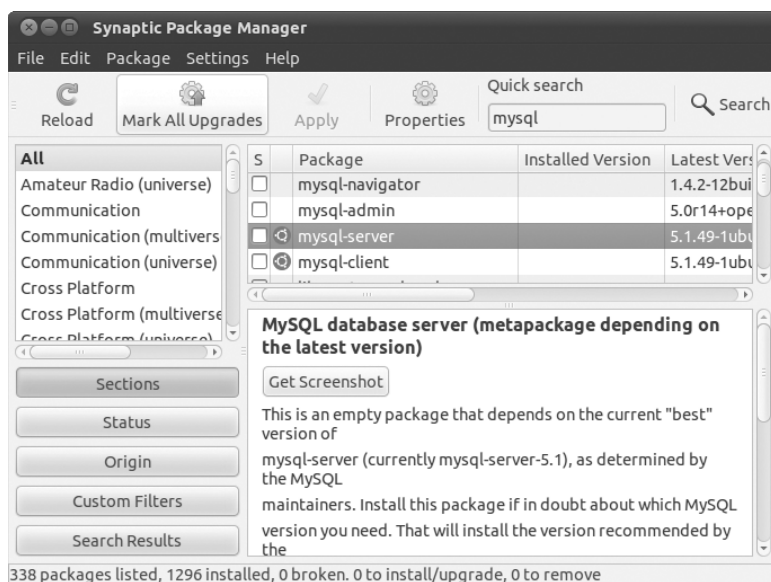 Synaptic Package Manager
File Edit Package Settings Help
Reload
Mark All Upgrades
Apply
Properties
Quick search
mysql
Search
All
Amateur Radio (universe)
Communication
Communication (multivers
Communication (universe)
Cross Platform
Cross Platform (multiverse
Cross Platform (universe)
Sections
Status
Origin
Custom Filters
Search Results
S Package Installed Version Latest Vers
mysql-navigator 1.4.2-12bui
mysql-admin 5.0r14+ope
mysql-server 5.1.49-1ubu
mysql-client 5.1.49-1ubu
MySQL database server (metapackage depending on
the latest version)
Get Screenshot
This is an empty package that depends on the current "best"
version of
mysql-server (currently mysql-server-5.1), as determined by
the MySQL
maintainers. Install this package if in doubt about which MySQL
version you need. That will install the version recommended by
the
338 packages listed, 1296 installed, 0 broken. 0 to install/upgrade, 0 to remove